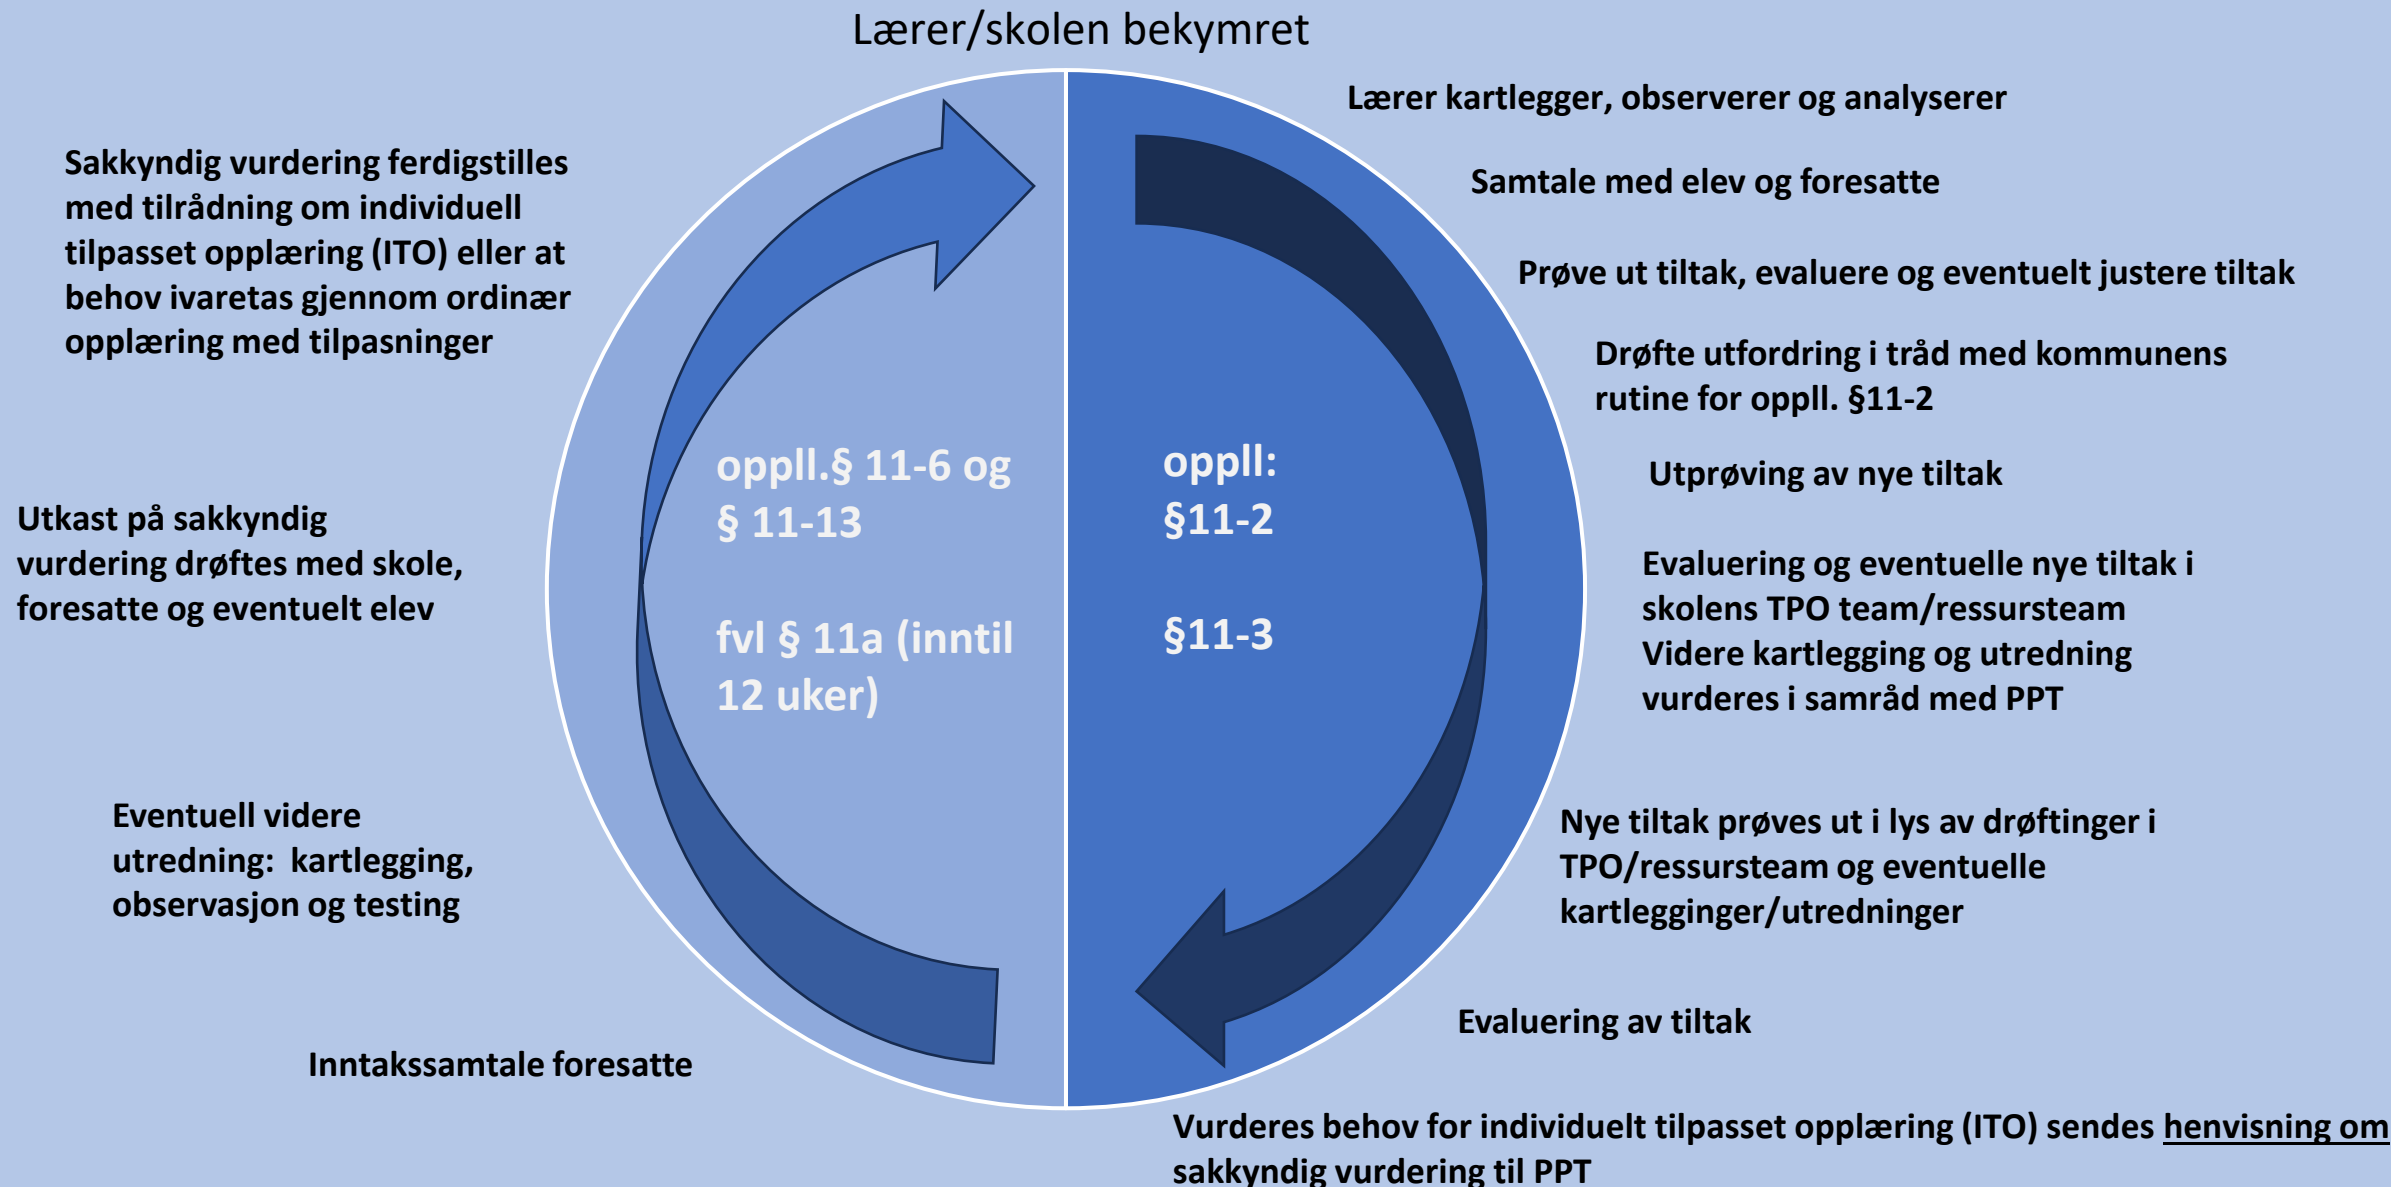 Lærer/skolen bekymret
Lærer kartlegger, observerer og analyserer
Samtale med elev og foresatte
Prøve ut tiltak, evaluere og eventuelt justere tiltak
Drøfte utfordring i tråd med kommunens
rutine for oppll. §11-2
Utprøving av nye tiltak
Evaluering og eventuelle nye tiltak i
skolens TPO team/ressursteam
Videre kartlegging og utredning
vurderes i samråd med PPT
Nye tiltak prøves ut i lys av drøftinger i
TPO/ressursteam og eventuelle
kartlegginger/utredninger
Evaluering av tiltak
Vurderes behov for individuelt tilpasset opplæring (ITO) sendes henvisning om
sakkyndig vurdering til PPT
Inntakssamtale foresatte
Eventuell videre
utredning:  kartlegging,
observasjon og testing
Utkast på sakkyndig
vurdering drøftes med skole,
foresatte og eventuelt elev
Sakkyndig vurdering ferdigstilles
med tilrådning om individuell
tilpasset opplæring (ITO) eller at
behov ivaretas gjennom ordinær
opplæring med tilpasninger
oppll.§ 11-6 og
§ 11-13
fvl § 11a (inntil
12 uker)
oppll:
§11-2
§11-3